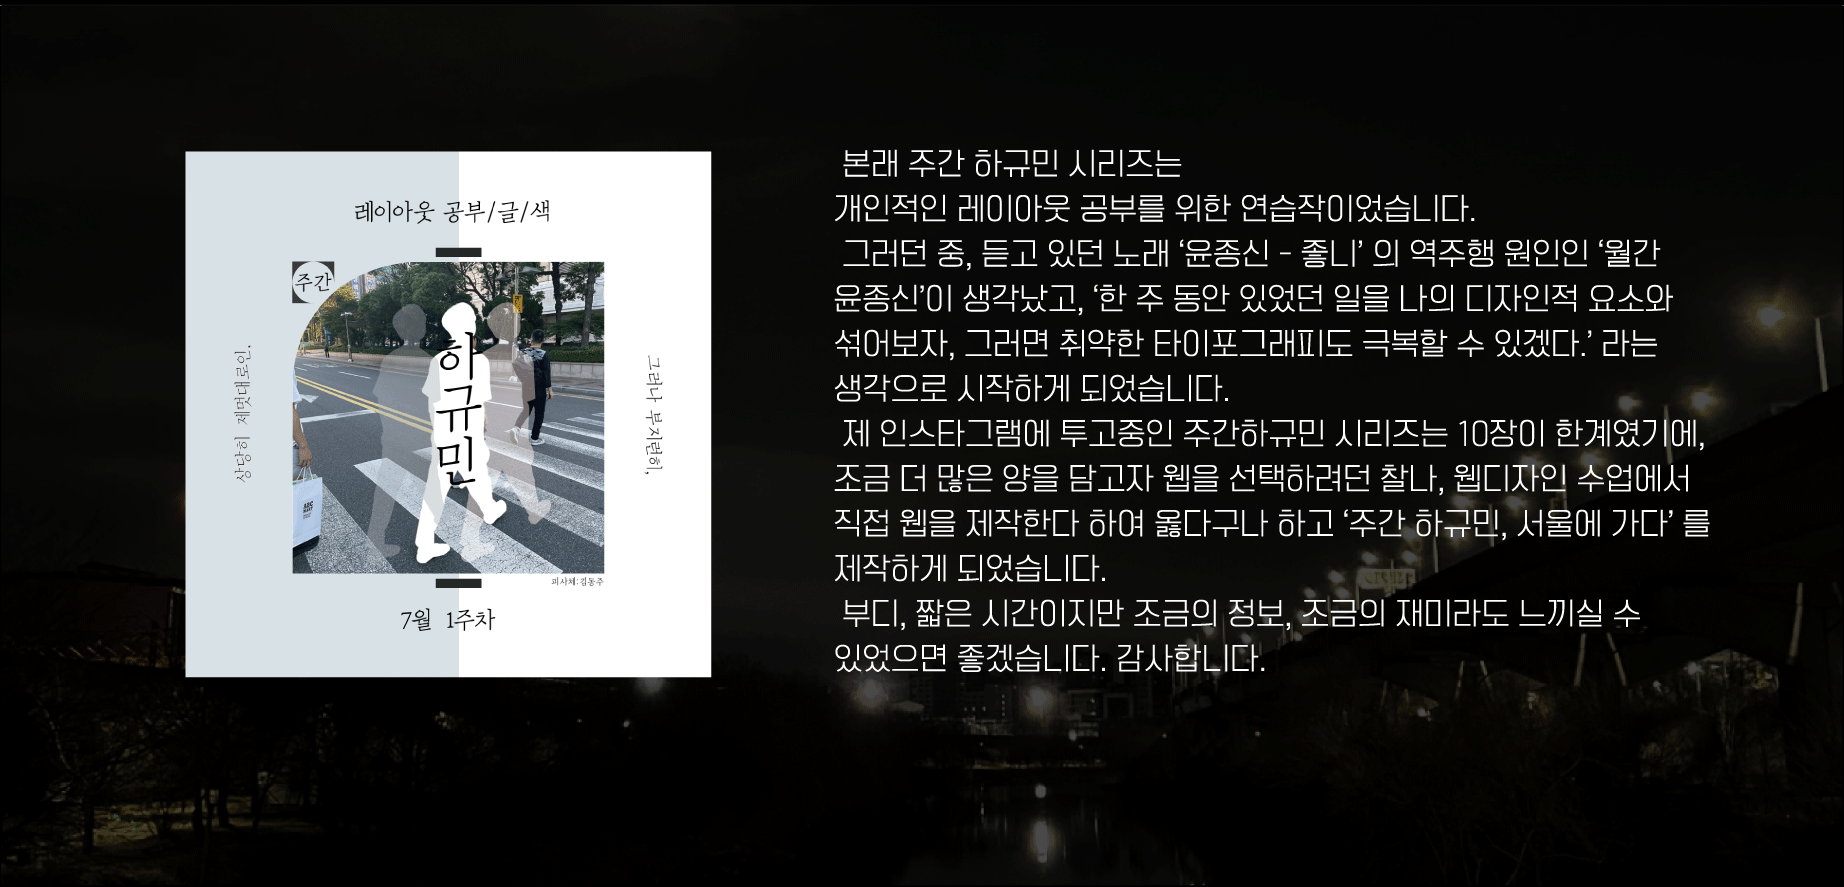 레이아웃 공부/글/색
주간
하규민
상당히 제멋대로인.
그러나 부지런히,
ABC
MART
피사체:김동주
7월 1주차
본래 주간 하규민 시리즈는
개인적인 레이아웃 공부를 위한 연습작이었습니다.
그러던 중, 듣고 있던 노래 ‘윤종신 - 좋니’ 의 역주행 원인인 ‘월간
윤종신’이 생각났고, ‘한 주 동안 있었던 일을 나의 디자인적 요소와
섞어보자, 그러면 취약한 타이포그래피도 극복할 수 있겠다.’ 라는
생각으로 시작하게 되었습니다.
제 인스타그램에 투고중인 주간하규민 시리즈는 10장이 한계였기에,
조금 더 많은 양을 담고자 웹을 선택하려던 찰나, 웹디자인 수업에서
직접 웹을 제작한다 하여 옳다구나 하고 ‘주간 하규민, 서울에 가다’ 를
제작하게 되었습니다.
부디, 짧은 시간이지만 조금의 정보, 조금의 재미라도 느끼실 수
있었으면 좋겠습니다. 감사합니다.